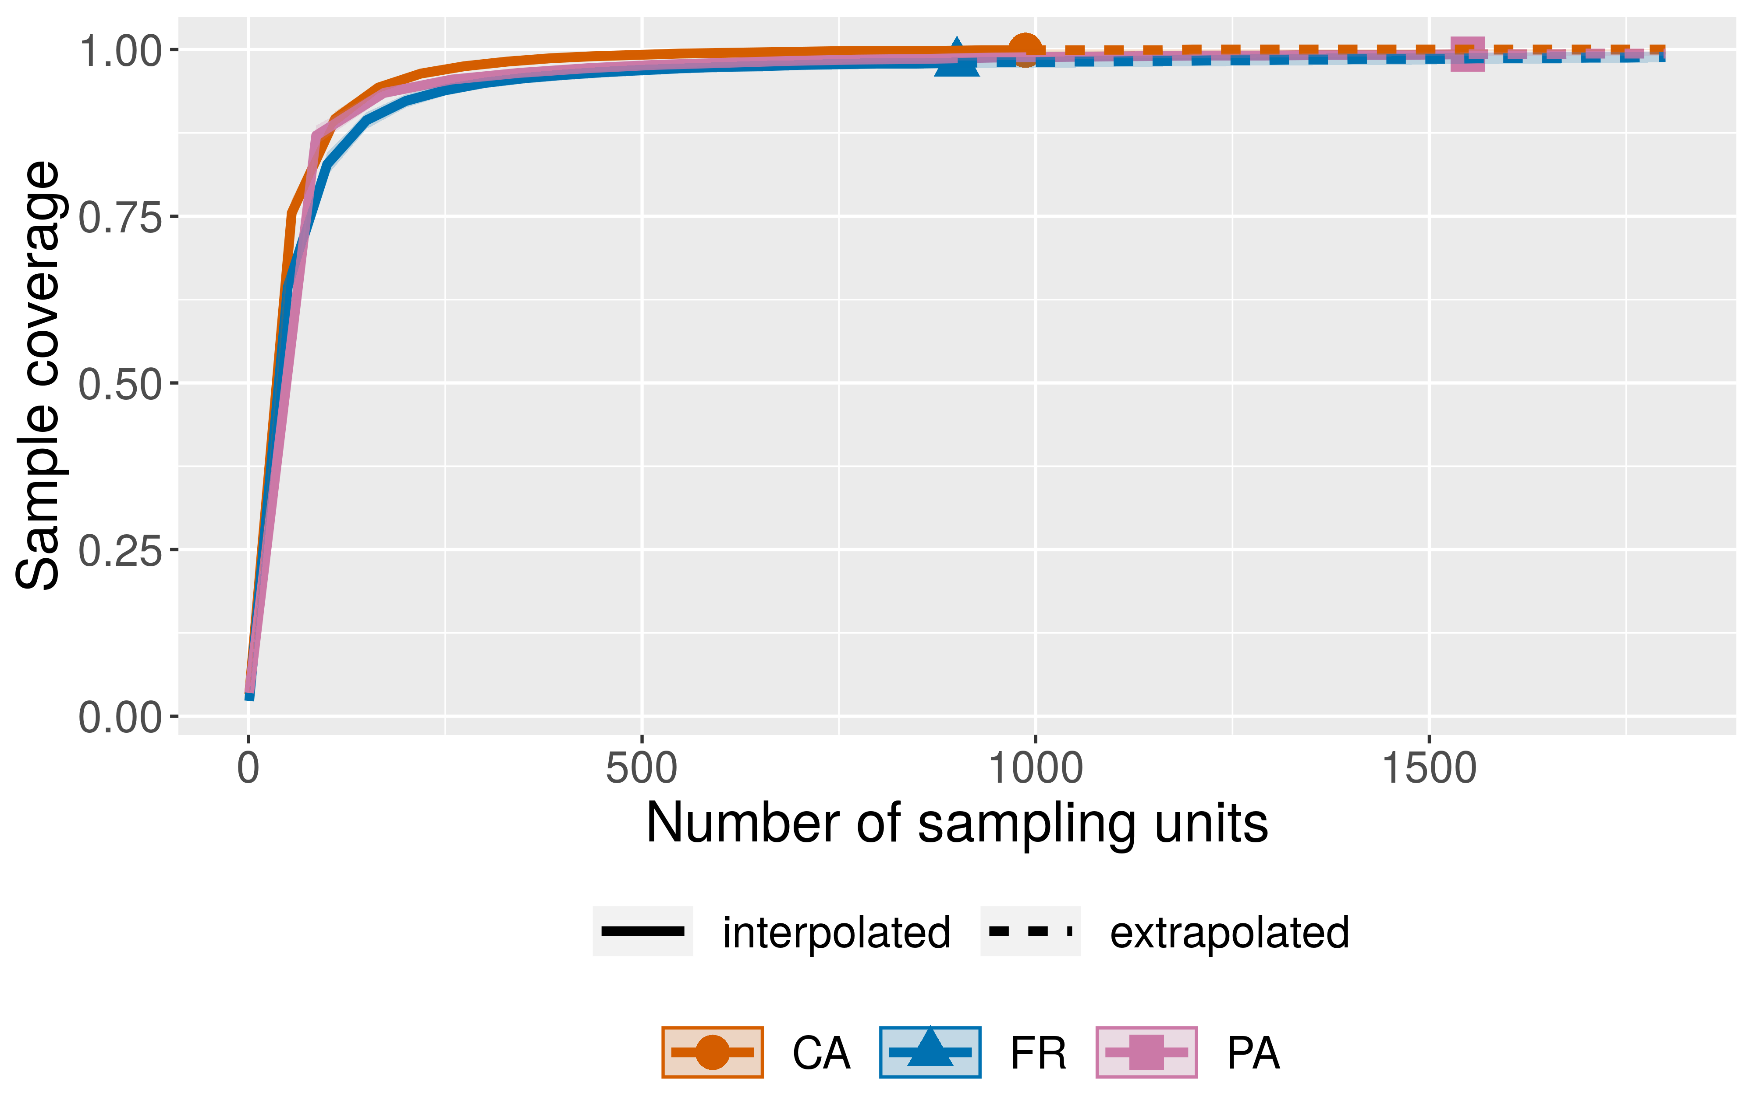 Sample coverage
1.00
0.75
0.50
0.25
0.00
0 500 1000 1500
Number of sampling units
interpolated extrapolated
CA FR PA